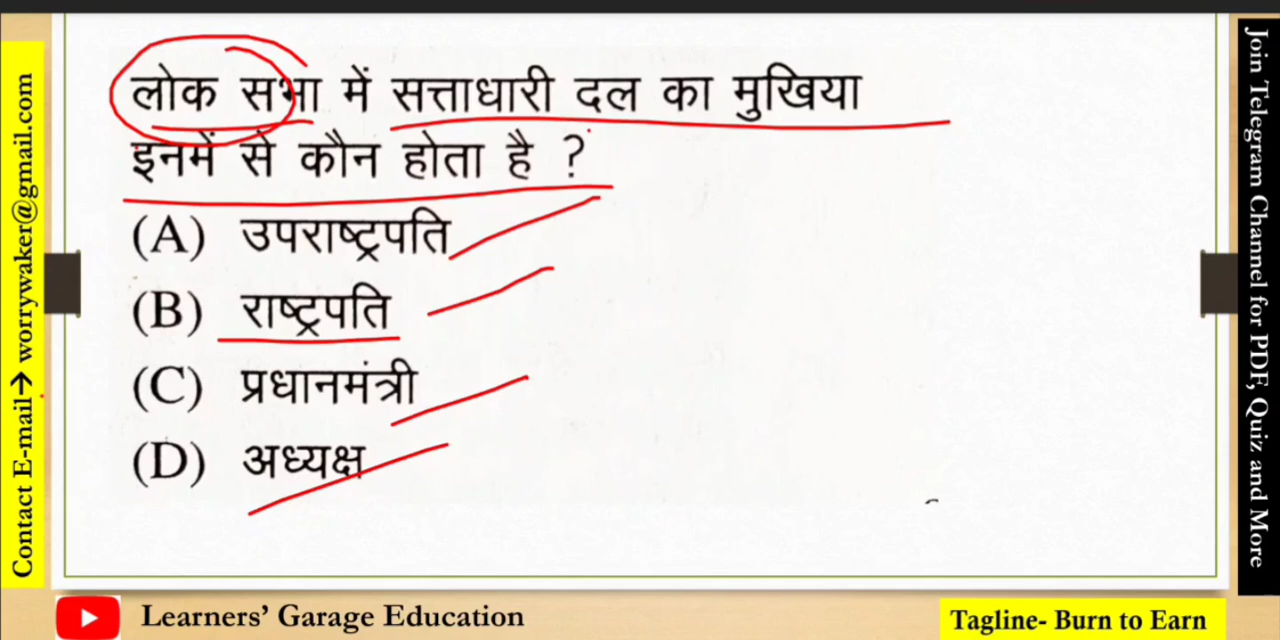 लोक सभा में सत्ताधारी दल का मुखिया
इनमें से कौन होता है ?
(A) उपराष्ट्रपति
(B) राष्ट्रपति
(C) प्रधानमंत्री
(D) अध्यक्ष
Contact E-mail→ worrywaker@gmail.com
Join Telegram Channel for PDF, Quiz and More
Learners’ Garage Education
Tagline- Burn to Earn